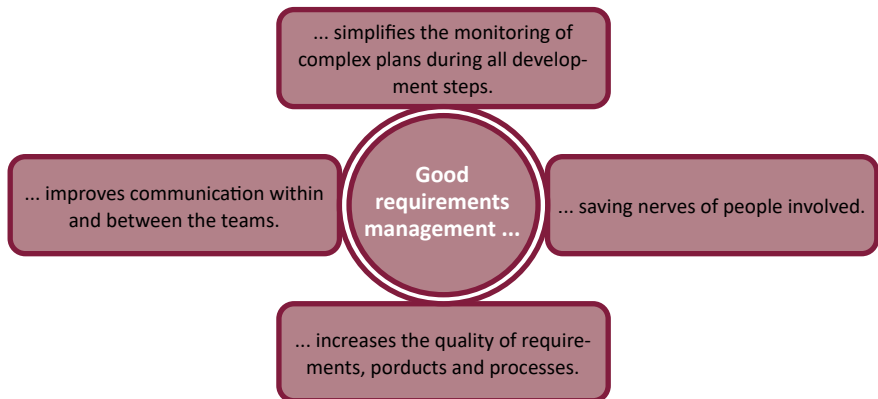 ... simplifies the monitoring of
complex plans during all develop-
ment steps.
Good
requirements
management ...
... improves communication within
and between the teams.
... saving nerves of people involved.
... increases the quality of require-
ments, porducts and processes.